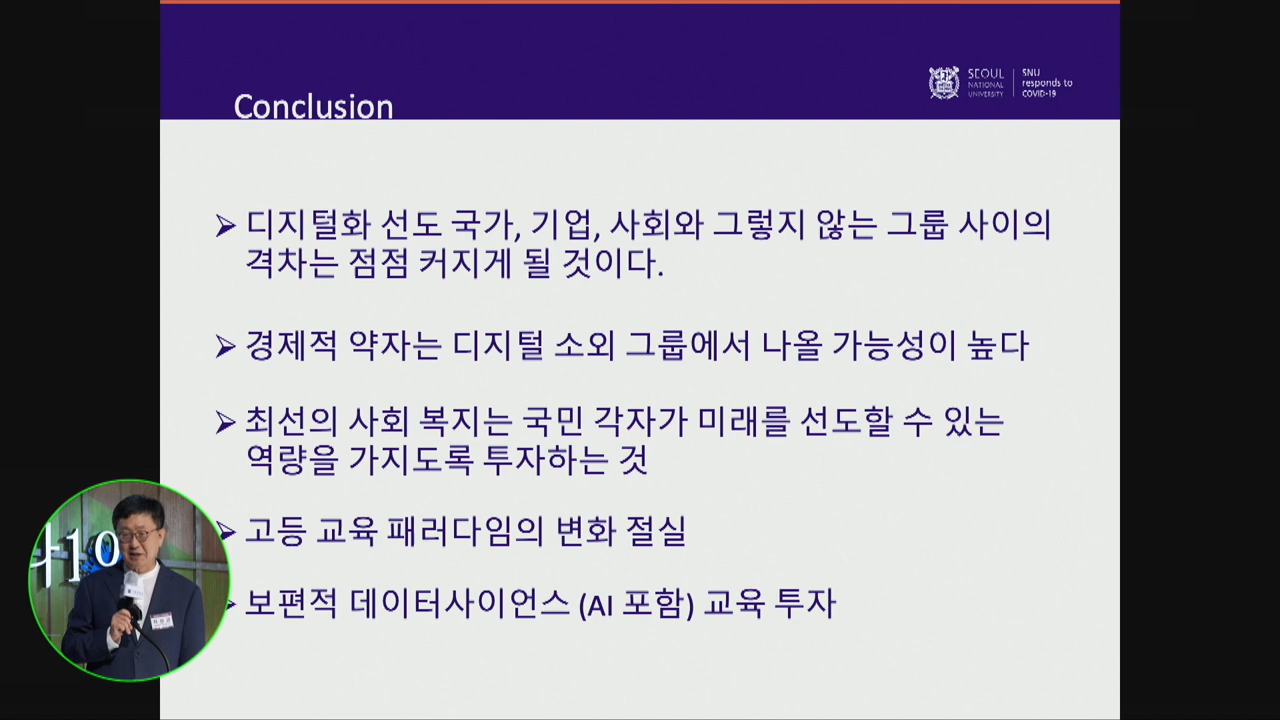 Conclusion
SEOUL
NATIONAL
UNIVERSITY
SNU
responds to
COVID-19
디지털화 선도 국가, 기업, 사회와 그렇지 않는 그룹 사이의
격차는 점점 커지게 될 것이다.
경제적 약자는 디지털 소외 그룹에서 나올 가능성이 높다
최선의 사회 복지는 국민 각자가 미래를 선도할 수 있는
역량을 가지도록 투자하는 것
고등 교육 패러다임의 변화 절실
보편적 데이터사이언스 (AI 포함) 교육 투자
10